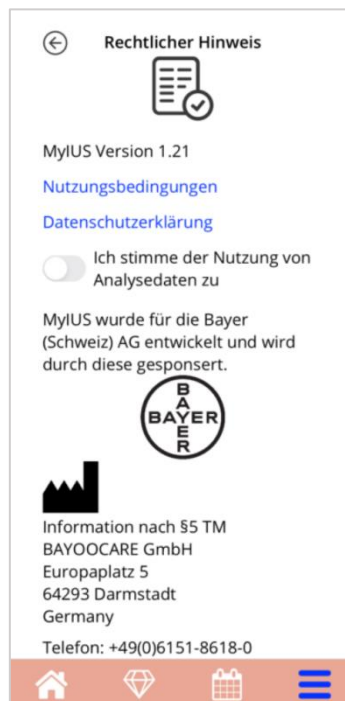 Rechtlicher Hinweis
MyIUS Version 1.21
Nutzungsbedingungen
Datenschutzerklärung
Ich stimme der Nutzung von
Analysedaten zu
MyIUS wurde für die Bayer
(Schweiz) AG entwickelt und wird
durch diese gesponsert.
BAYER
BAYER
Information nach §5 TM
BAYOOCARE GmbH
Europaplatz 5
64293 Darmstadt
Germany
Telefon: +49(0)6151-8618-0